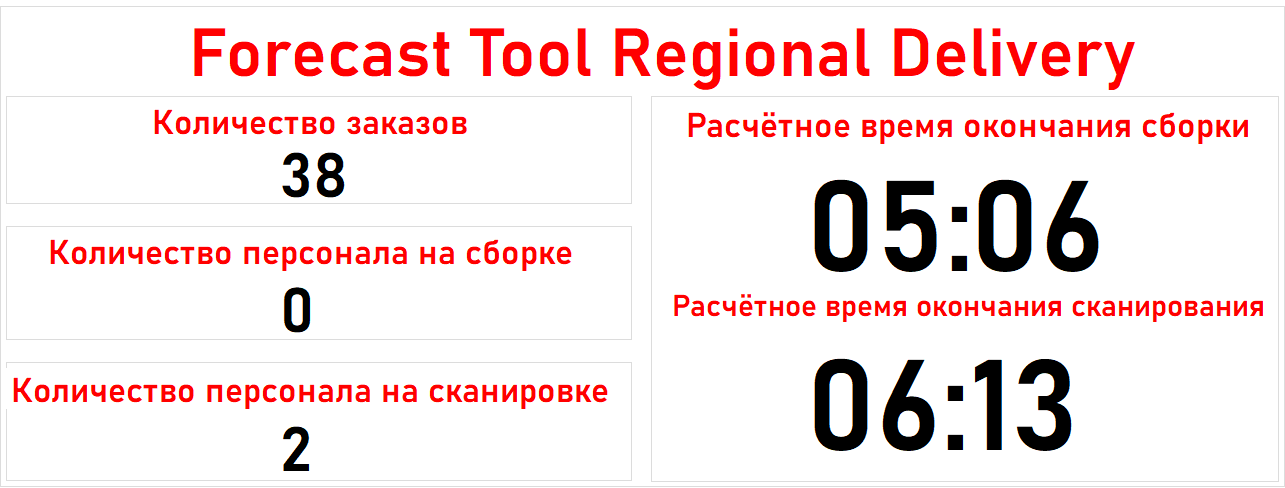 Forecast Tool Regional Delivery
Количество заказов
38
Количество персонала на сборке
0
Количество персонала на сканировке
2
Расчётное время окончания сборки
05:06
Расчётное время окончания сканирования
06:13